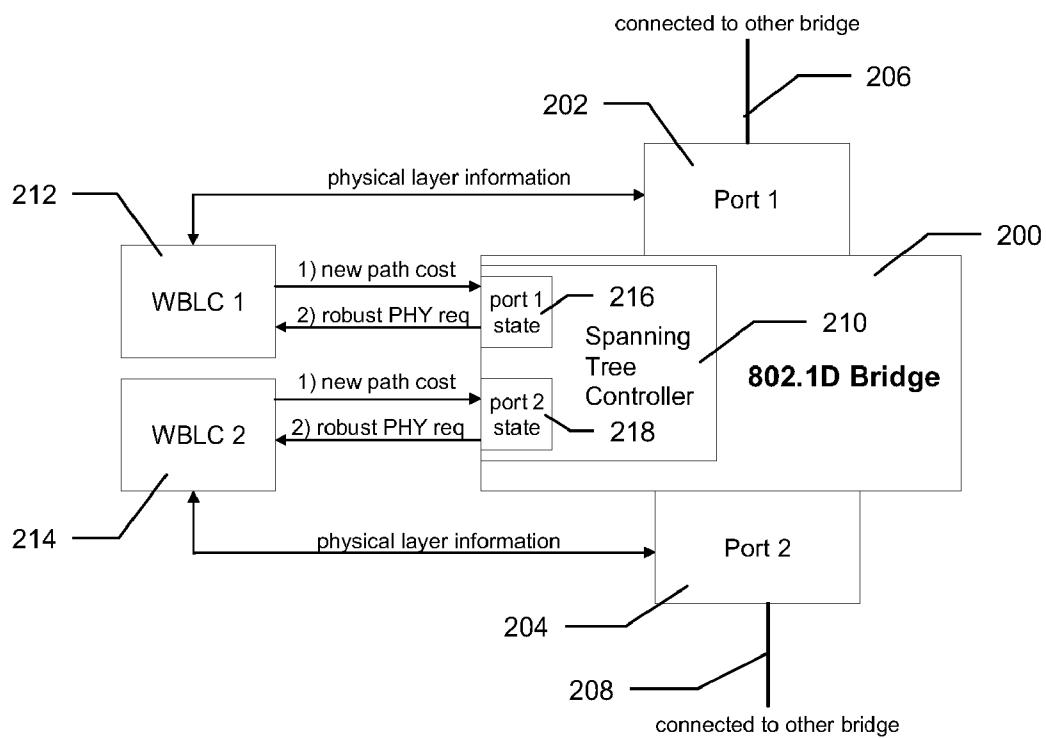 connected to other bridge
206
202
physical layer information
212
Port 1
200
1) new path cost
WBLC 1
port 1
state
216
2) robust PHY req
Spanning
Tree
Controller
210
802.1D Bridge
1) new path cost
WBLC 2
port 2
state
2) robust PHY req
218
214
physical layer information
Port 2
204
208
connected to other bridge